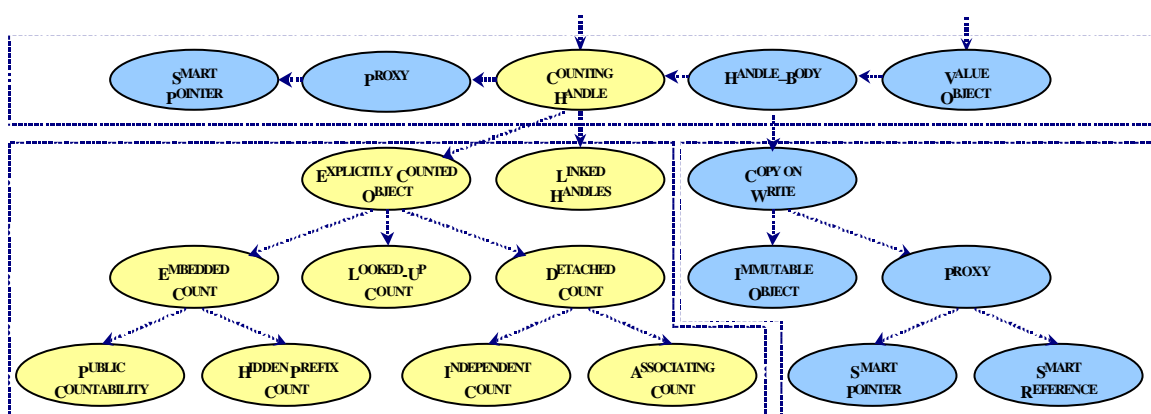 SMART
POINTER
PROXY
COUNTING
HANDLE
HANDLE–BODY
VALUE
OBJECT
EXPLICITLY COUNTED
OBJECT
LINKED
HANDLES
COPY ON
WRITE
EMBEDDED
COUNT
LOOKED-UP
COUNT
DETACHED
COUNT
IMMUTABLE
OBJECT
PROXY
PUBLIC
COUNTABILITY
HIDDEN PREFIX
COUNT
INDEPENDENT
COUNT
ASSOCIATING
COUNT
SMART
POINTER
SMART
REFERENCE